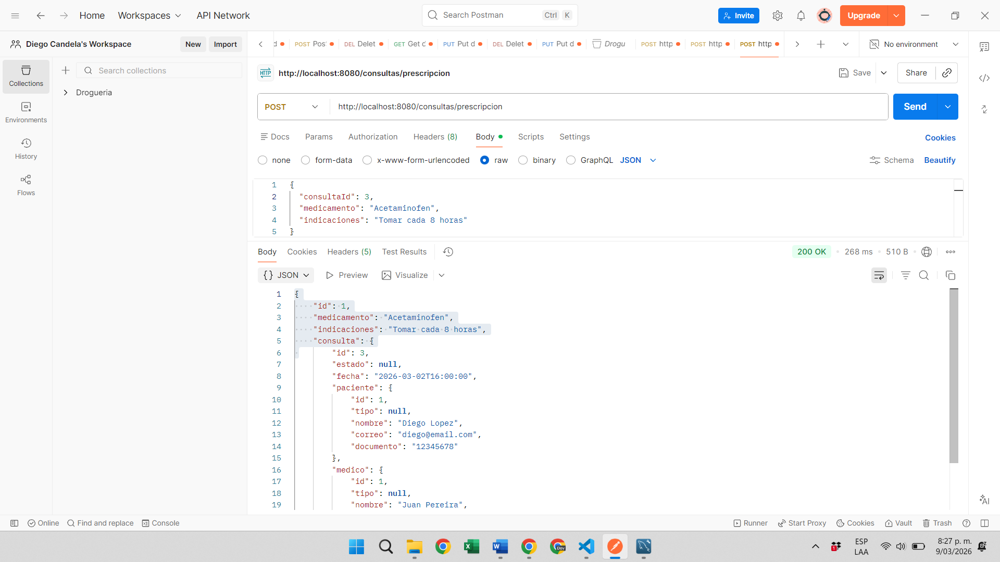 Home
Workspaces
API Network
Search Postman
Ctrl
K
Invite
Upgrade
Diego Candela's Workspace
New
Import
d
POST Pos
DEL Delet
GET Get d
PUT Put d
DEL Delet
PUT Put d
Drogu
POST http
POST http
POST http
No environment
Collections
Search collections
Drogueria
Environments
History
Flows
HTTP
http://localhost:8080/consultas/prescripcion
Save
Share
POST
http://localhost:8080/consultas/prescripcion
Send
Docs
Params
Authorization
Headers (8)
Body
Scripts
Settings
Cookies
none
form-data
x-www-form-urlencoded
raw
binary
GraphQL
JSON
Schema
Beautify
1 {
2 "consultaId": 3,
3 "medicamento": "Acetaminofen",
4 "indicaciones": "Tomar cada 8 horas"
5 }
Body
Cookies
Headers (5)
Test Results
200 OK
268 ms
510 B
{} JSON
Preview
Visualize
1 {
2 "id": 1,
3 "medicamento": "Acetaminofen",
4 "indicaciones": "Tomar cada 8 horas",
5 "consulta": {
6 "id": 3,
7 "estado": null,
8 "fecha": "2026-03-02T16:00:00",
9 "paciente": {
10 "id": 1,
11 "tipo": null,
12 "nombre": "Diego Lopez",
13 "correo": "diego@email.com",
14 "documento": "12345678"
15 },
16 "medico": {
17 "id": 1,
18 "tipo": null,
19 "nombre": "Juan Pereira",
AI
Online
Find and replace
Console
Runner
Start Proxy
Cookies
Vault
Trash
Dev
1
ESP
LAA
8:27 p. m.
9/03/2026